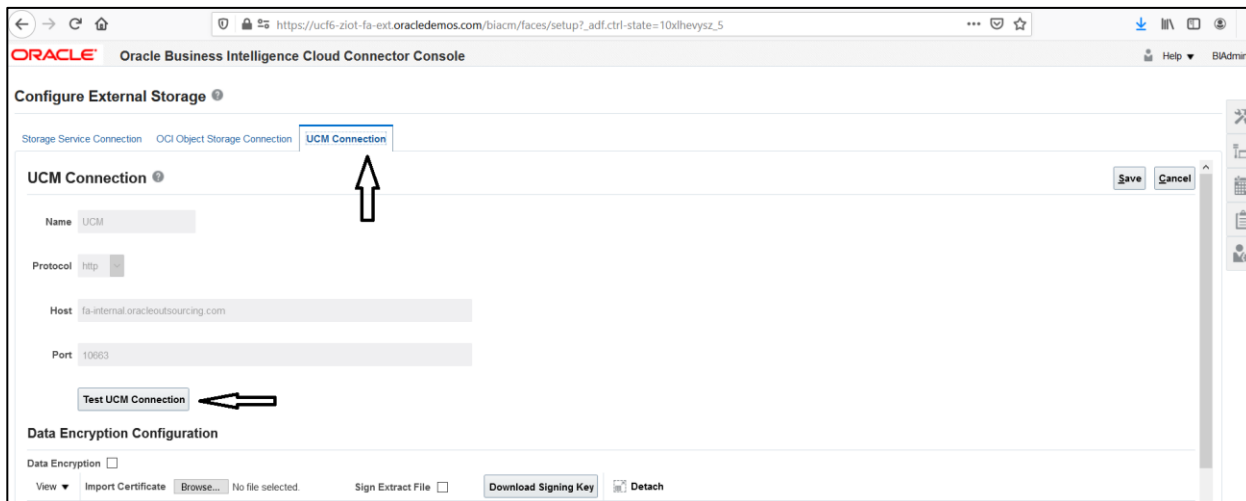 https://ucf6-ziot-fa-ext.oracledemos.com/biacm/faces/setup?_adf.ctrl-state=10xlhevysz_5
ORACLE Oracle Business Intelligence Cloud Connector Console Help BIAdmin
Configure External Storage
Storage Service Connection OCI Object Storage Connection UCM Connection
UCM Connection Save Cancel
Name UCM
Protocol http
Host fa-internal.oracleoutsourcing.com
Port 10663
Test UCM Connection
Data Encryption Configuration
Data Encryption
View Import Certificate Browse... No file selected. Sign Extract File Download Signing Key Detach